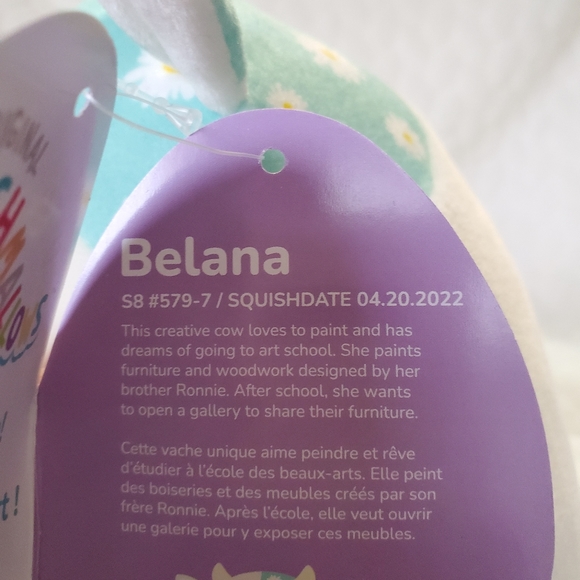 Belana
S8 #579-7 / SQUISHDATE 04.20.2022
This creative cow loves to paint and has
dreams of going to art school. She paints
furniture and woodwork designed by her
brother Ronnie. After school, she wants
to open a gallery to share their furniture.
Cette vache unique aime peindre et rêve
d'étudier à l'école des beaux-arts. Elle peint
des boiseries et des meubles créés par son
frère Ronnie. Après l'école, elle veut ouvrir
une galerie pour y exposer ces meubles.